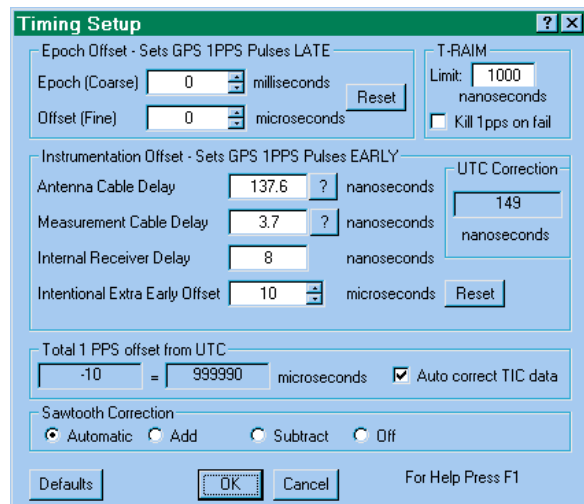 Timing Setup
Epoch Offset - Sets GPS 1PPS Pulses LATE
Epoch (Coarse) 0 milliseconds
Offset (Fine) 0 microseconds
Reset
T-RAIM
Limit: 1000
nanoseconds
Kill 1pps on fail
Instrumentation Offset - Sets GPS 1PPS Pulses EARLY
Antenna Cable Delay 137.6 ? nanoseconds
Measurement Cable Delay 3.7 ? nanoseconds
Internal Receiver Delay 8 nanoseconds
Intentional Extra Early Offset 10 microseconds Reset
UTC Correction
149
nanoseconds
Total 1 PPS offset from UTC
-10 = 999990 microseconds Auto correct TIC data
Sawtooth Correction
Automatic Add Subtract Off
Defaults OK Cancel For Help Press F1